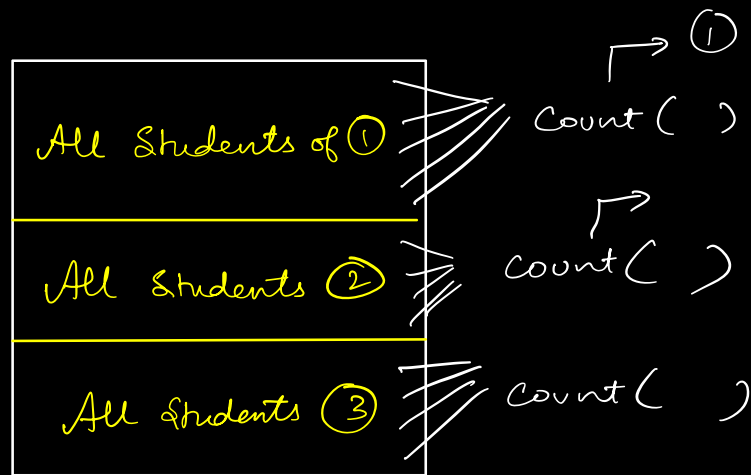 ①
All Students of ① count ( )
All Students ② count ( )
All Students ③ count ( )